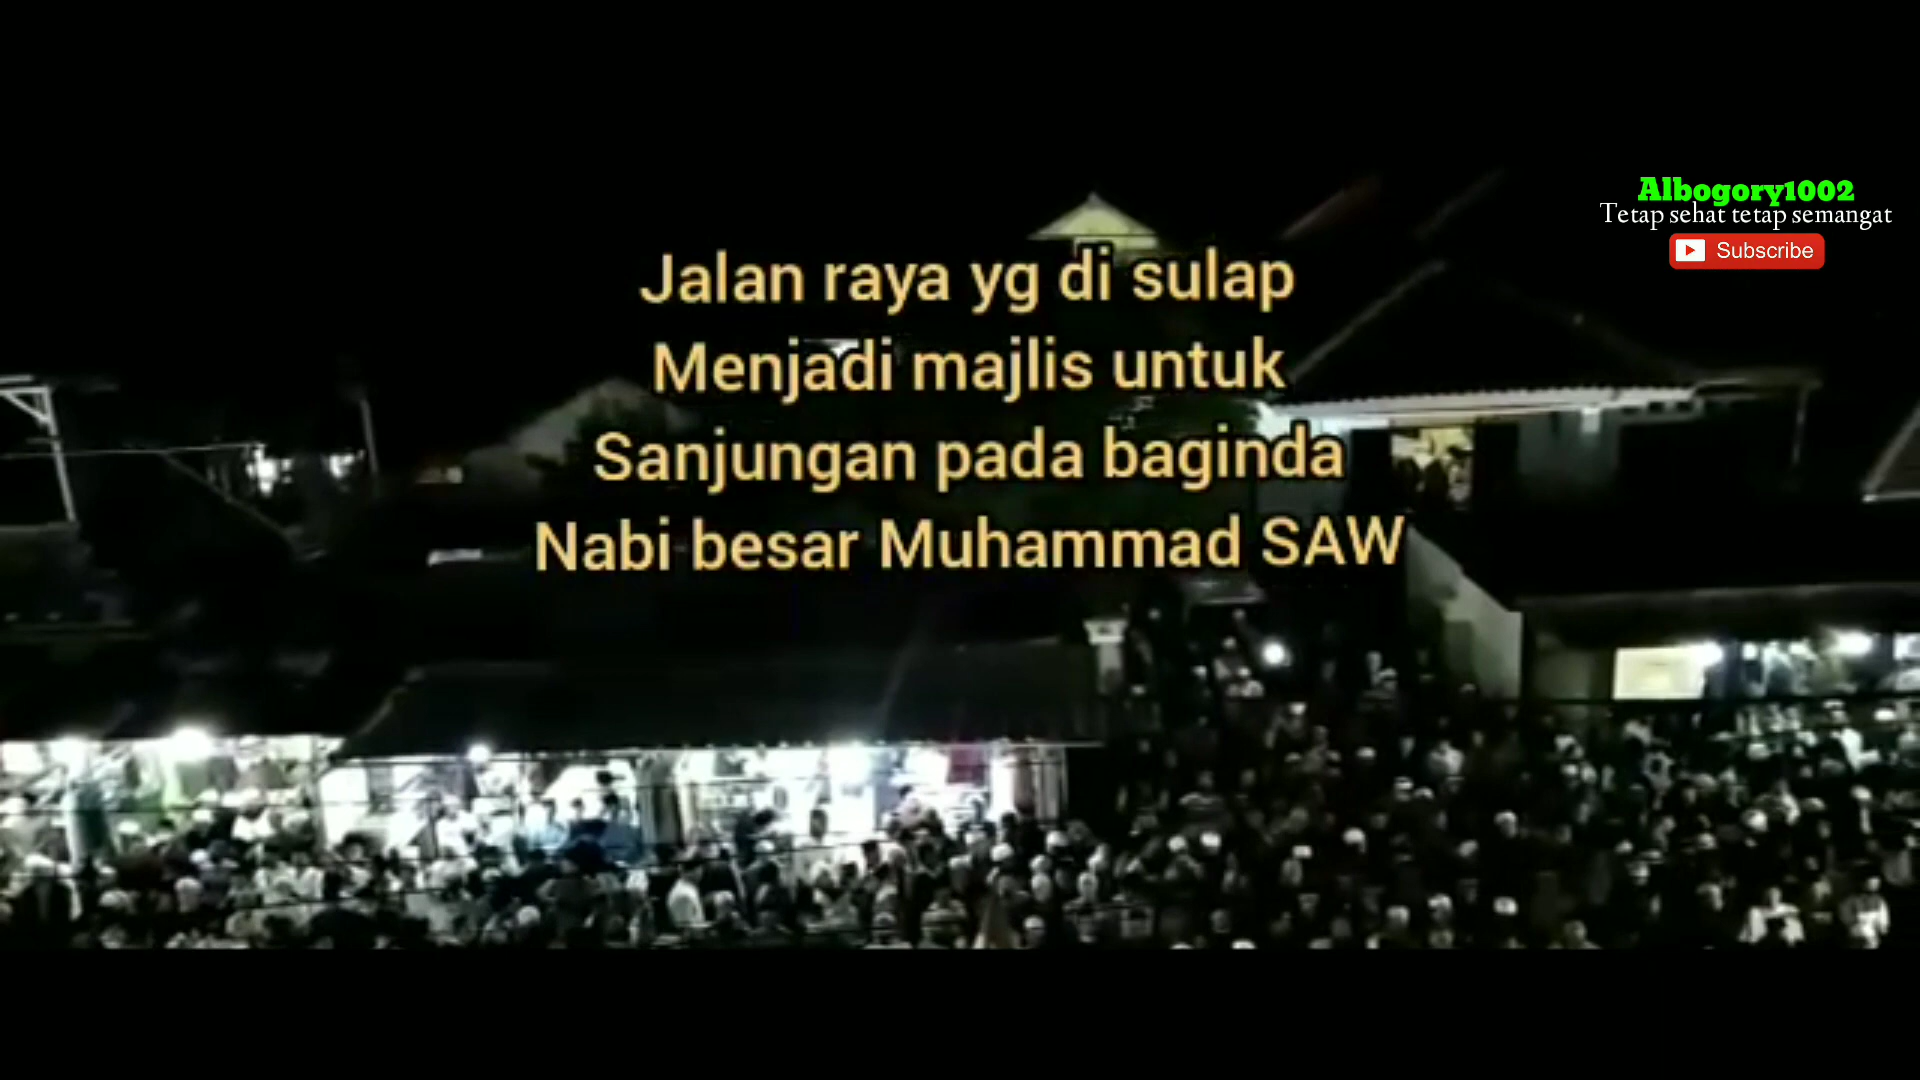 Albogory1002
Tetap sehat tetap semangat
Subscribe
Jalan raya yg di sulap
Menjadi majlis untuk
Sanjungan pada baginda
Nabi besar Muhammad SAW